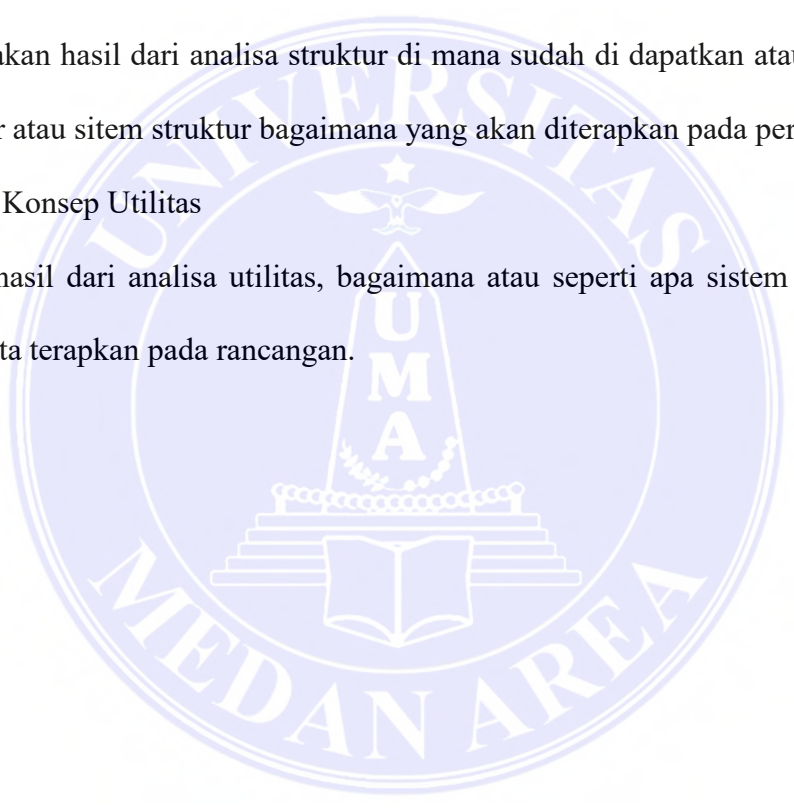 akan hasil dari analisa struktur di mana sudah di dapatkan atau
r atau sitem struktur bagaimana yang akan diterapkan pada per
Konsep Utilitas
hasil dari analisa utilitas, bagaimana atau seperti apa sistem
ta terapkan pada rancangan.
UNIVERSITAS
UMA
MEDAN AREA